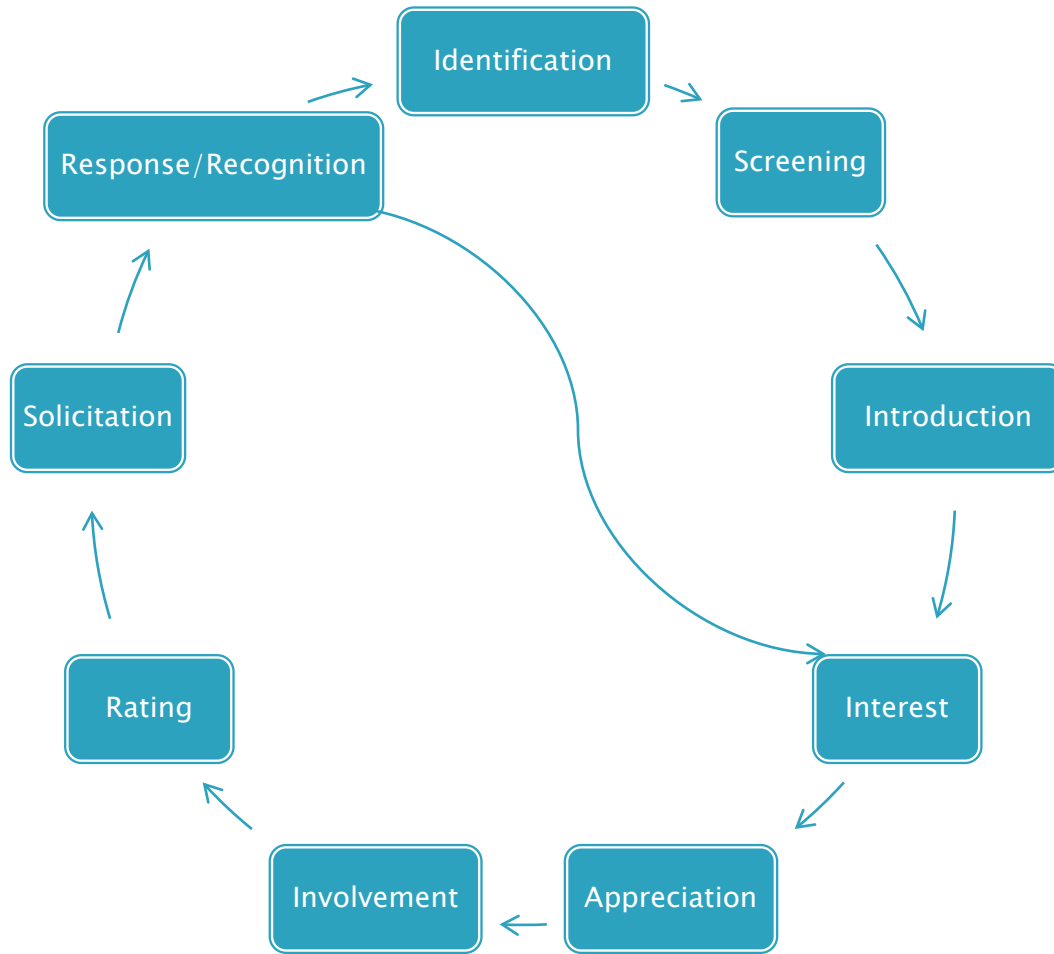 Identification
Screening
Introduction
Interest
Appreciation
Involvement
Rating
Solicitation
Response/Recognition